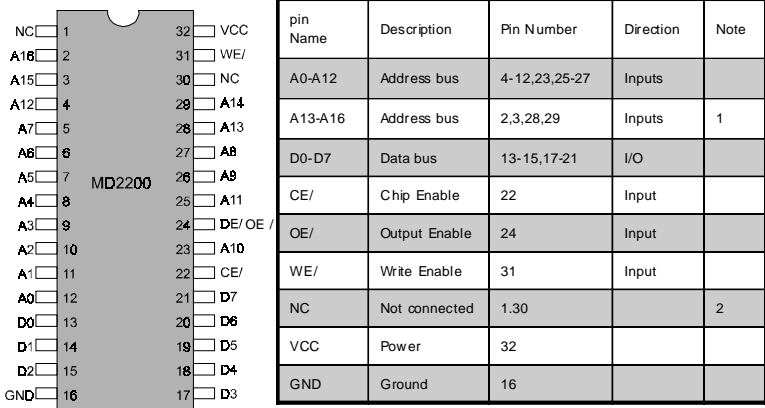 NC 1 32 VCC
A16 2 31 WE/
A15 3 30 NC
A12 4 29 A14
A7 5 28 A13
A6 6 27 A8
A5 7 26 A9
MD2200
A4 8 25 A11
A3 9 24 DE/ OE /
A2 10 23 A10
A1 11 22 CE/
A0 12 21 D7
D0 13 20 D6
D1 14 19 D5
D2 15 18 D4
GND 16 17 D3
pin Name Description Pin Number Direction Note
A0-A12 Address bus 4-12,23,25-27 Inputs
A13-A16 Address bus 2,3,28,29 Inputs 1
D0-D7 Data bus 13-15,17-21 I/O
CE/ Chip Enable 22 Input
OE/ Output Enable 24 Input
WE/ Write Enable 31 Input
NC Not connected 1.30 2
VCC Power 32
GND Ground 16